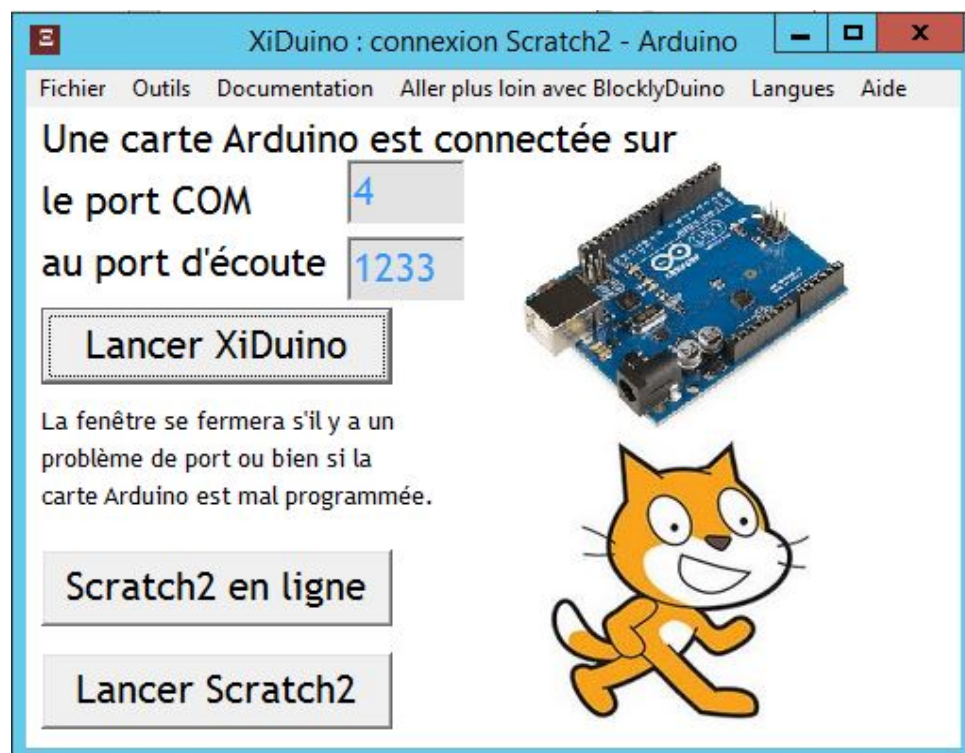 XiDuino : connexion Scratch2 - Arduino
Fichier Outils Documentation Aller plus loin avec BlocklyDuino Langues Aide
Une carte Arduino est connectée sur
le port COM 4
au port d'écoute 1233
Lancer XiDuino
La fenêtre se fermera s'il y a un
problème de port ou bien si la
carte Arduino est mal programmée.
Scratch2 en ligne
Lancer Scratch2